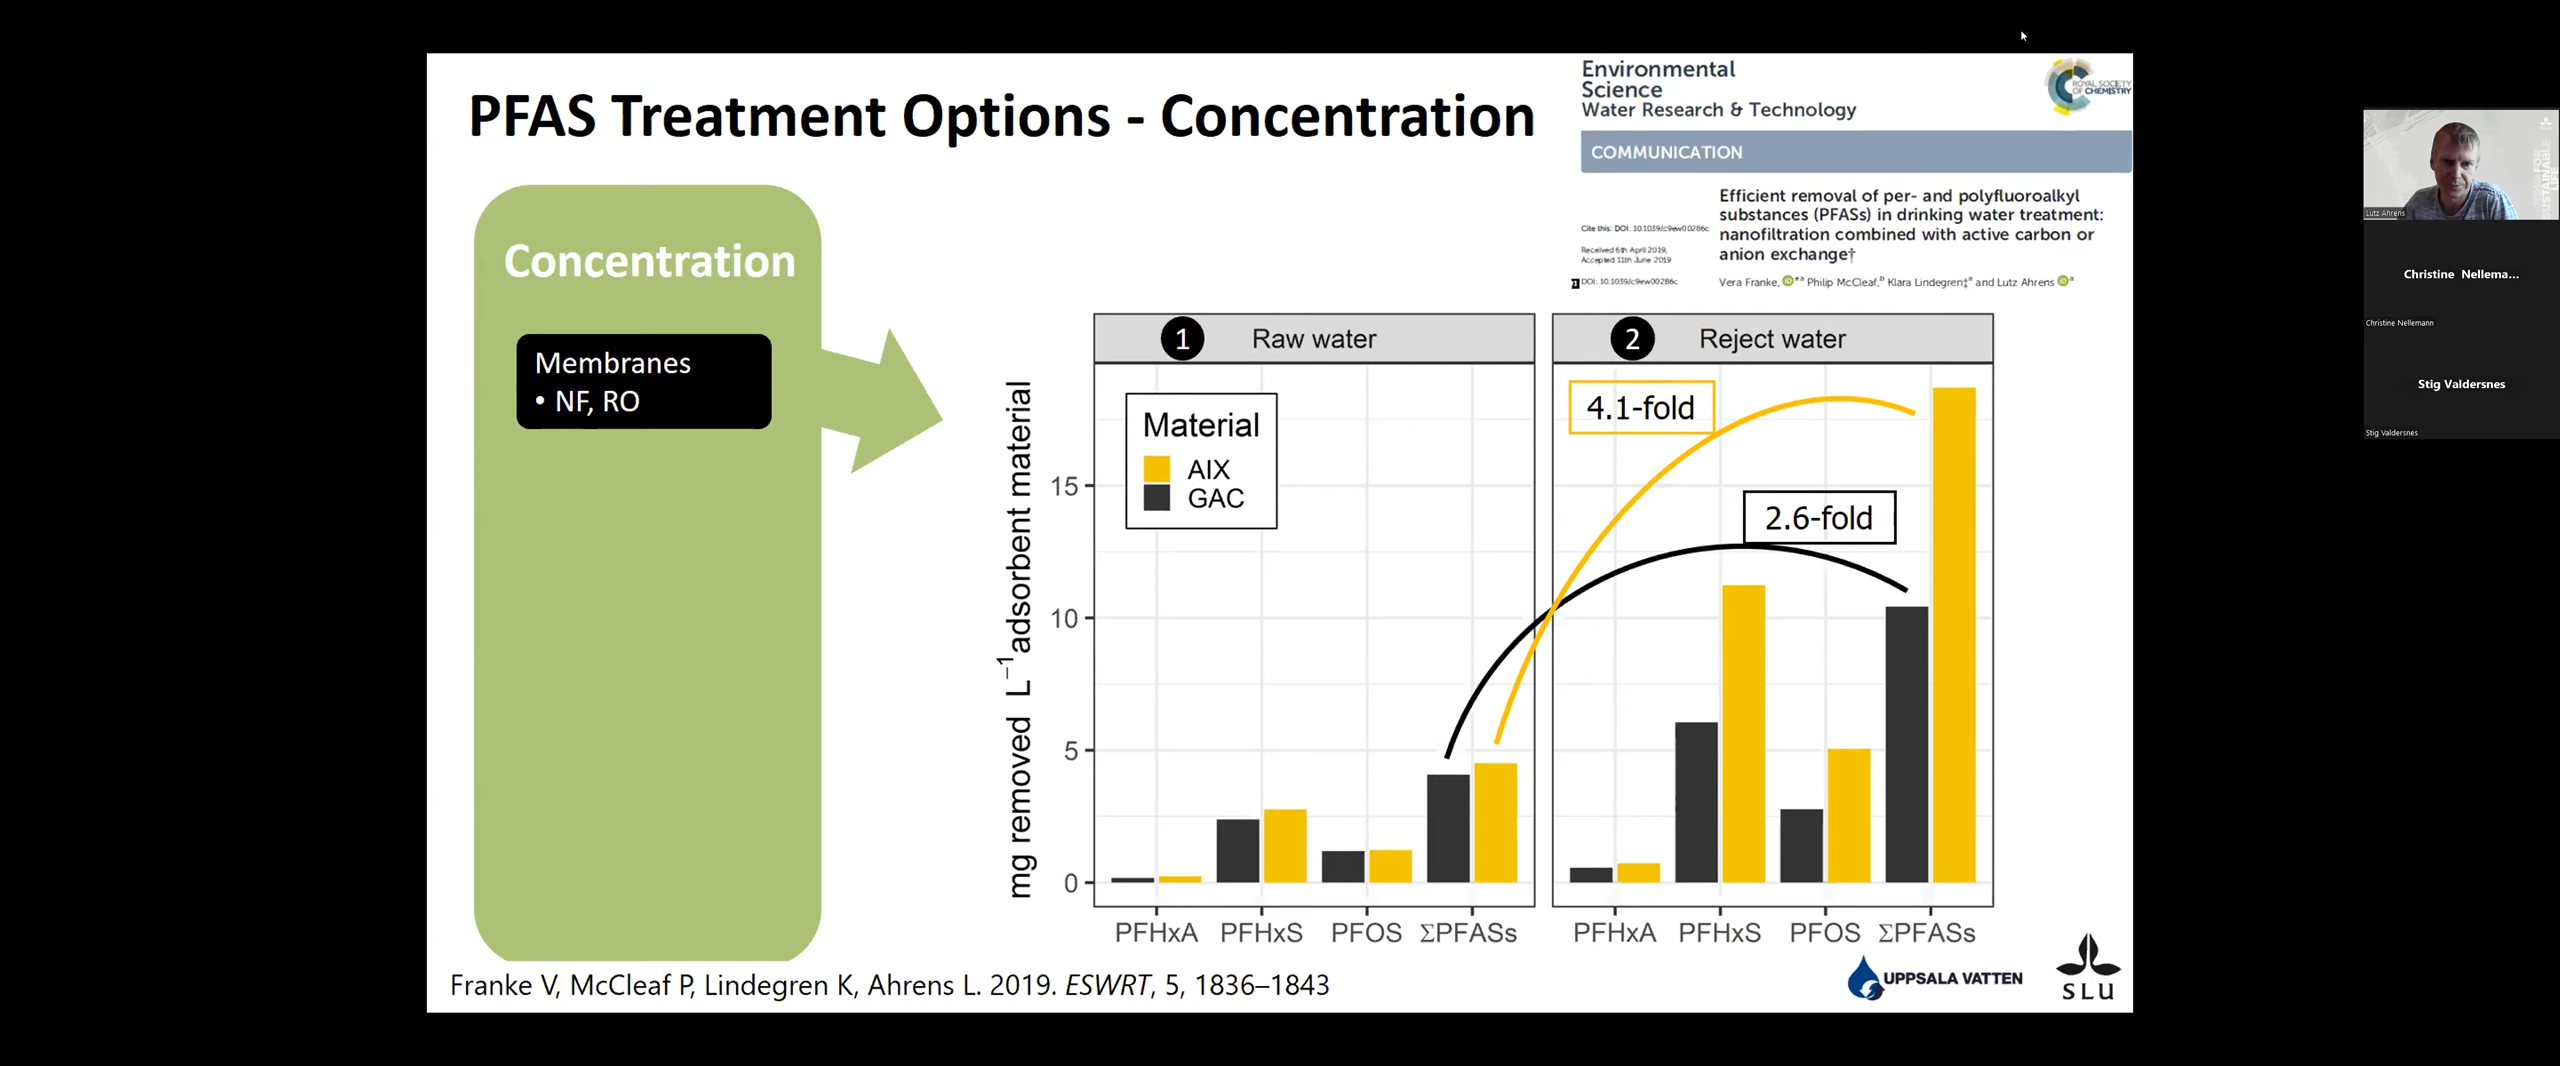 PFAS Treatment Options - Concentration
Environmental
Science
Water Research & Technology
ROYAL SOCIETY
OF CHEMISTRY
COMMUNICATION
Efficient removal of per- and polyfluoroalkyl
substances (PFASs) in drinking water treatment:
nanofiltration combined with active carbon or
anion exchange†
Cite this: DOI: 10.1039/c9ew00286c
Received 6th April 2019,
Accepted 11th June 2019
DOI: 10.1039/c9ew00286c
Vera Franke, *a Philip McCleaf,b Klara Lindegren‡a and Lutz Ahrens a
Concentration
Membranes
• NF, RO
1 Raw water
2 Reject water
mg removed L−1 adsorbent material
15
10
5
0
Material
AIX
GAC
4.1-fold
2.6-fold
PFHxA PFHxS PFOS ΣPFASs
PFHxA PFHxS PFOS ΣPFASs
Franke V, McCleaf P, Lindegren K, Ahrens L. 2019. ESWRT, 5, 1836–1843
UPPSALA VATTEN
SLU
SUSTAINABLE
LIFE
Lutz Ahrens
Christine Nellema...
Christine Nellemann
Stig Valdersnes
Stig Valdersnes